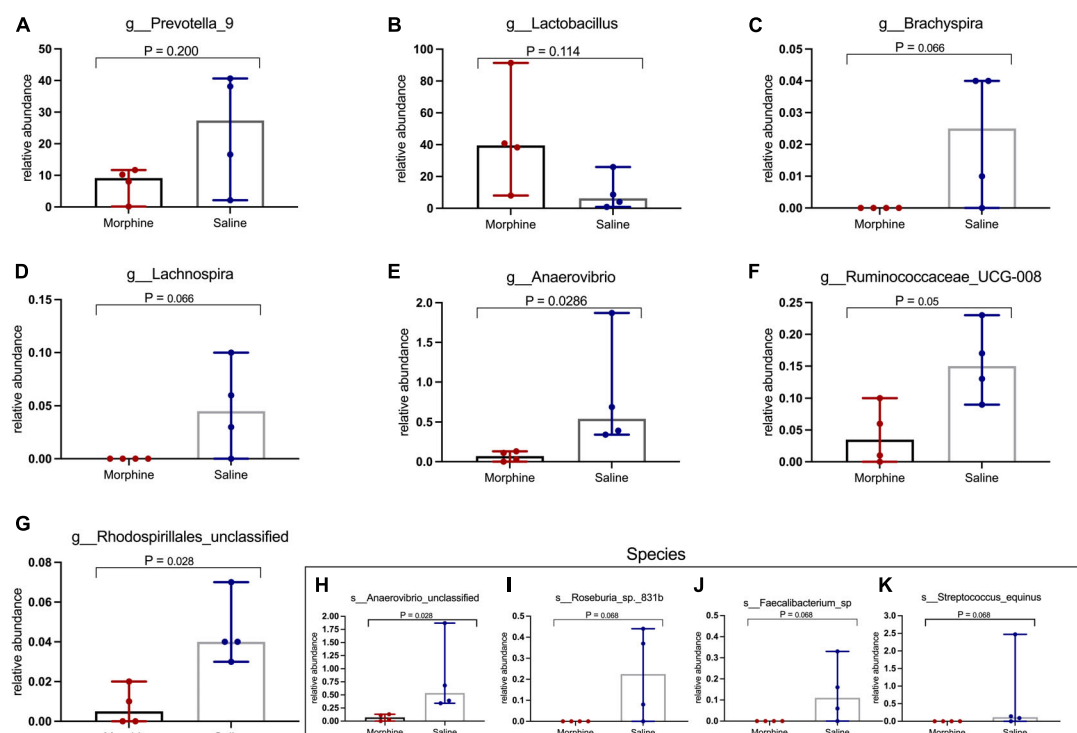 A
g__Prevotella_9
P = 0.200
relative abundance
50
40
30
20
10
0
Morphine
Saline
B
g__Lactobacillus
P = 0.114
relative abundance
100
80
60
40
20
0
Morphine
Saline
C
g__Brachyspira
P = 0.066
relative abundance
0.05
0.04
0.03
0.02
0.01
0.00
Morphine
Saline
D
g__Lachnospira
P = 0.066
relative abundance
0.15
0.10
0.05
0.00
Morphine
Saline
E
g__Anaerovibrio
P = 0.0286
relative abundance
2.0
1.5
1.0
0.5
0.0
Morphine
Saline
F
g__Ruminococcaceae_UCG-008
P = 0.05
relative abundance
0.25
0.20
0.15
0.10
0.05
0.00
Morphine
Saline
G
g__Rhodospirillales_unclassified
P = 0.028
relative abundance
0.08
0.06
0.04
0.02
0.00
Morphine
Saline
Species
H
s__Anaerovibrio_unclassified
P = 0.028
relative abundance
2.00
1.75
1.50
1.25
1.00
0.75
0.50
0.25
0.00
Morphine
Saline
I
s__Roseburia_sp._831b
P = 0.068
relative abundance
0.5
0.4
0.3
0.2
0.1
0.0
Morphine
Saline
J
s__Faecalibacterium_sp
P = 0.068
relative abundance
0.5
0.4
0.3
0.2
0.1
0.0
Morphine
Saline
K
s__Streptococcus_equinus
P = 0.068
relative abundance
3.0
2.5
2.0
1.5
1.0
0.5
0.0
Morphine
Saline